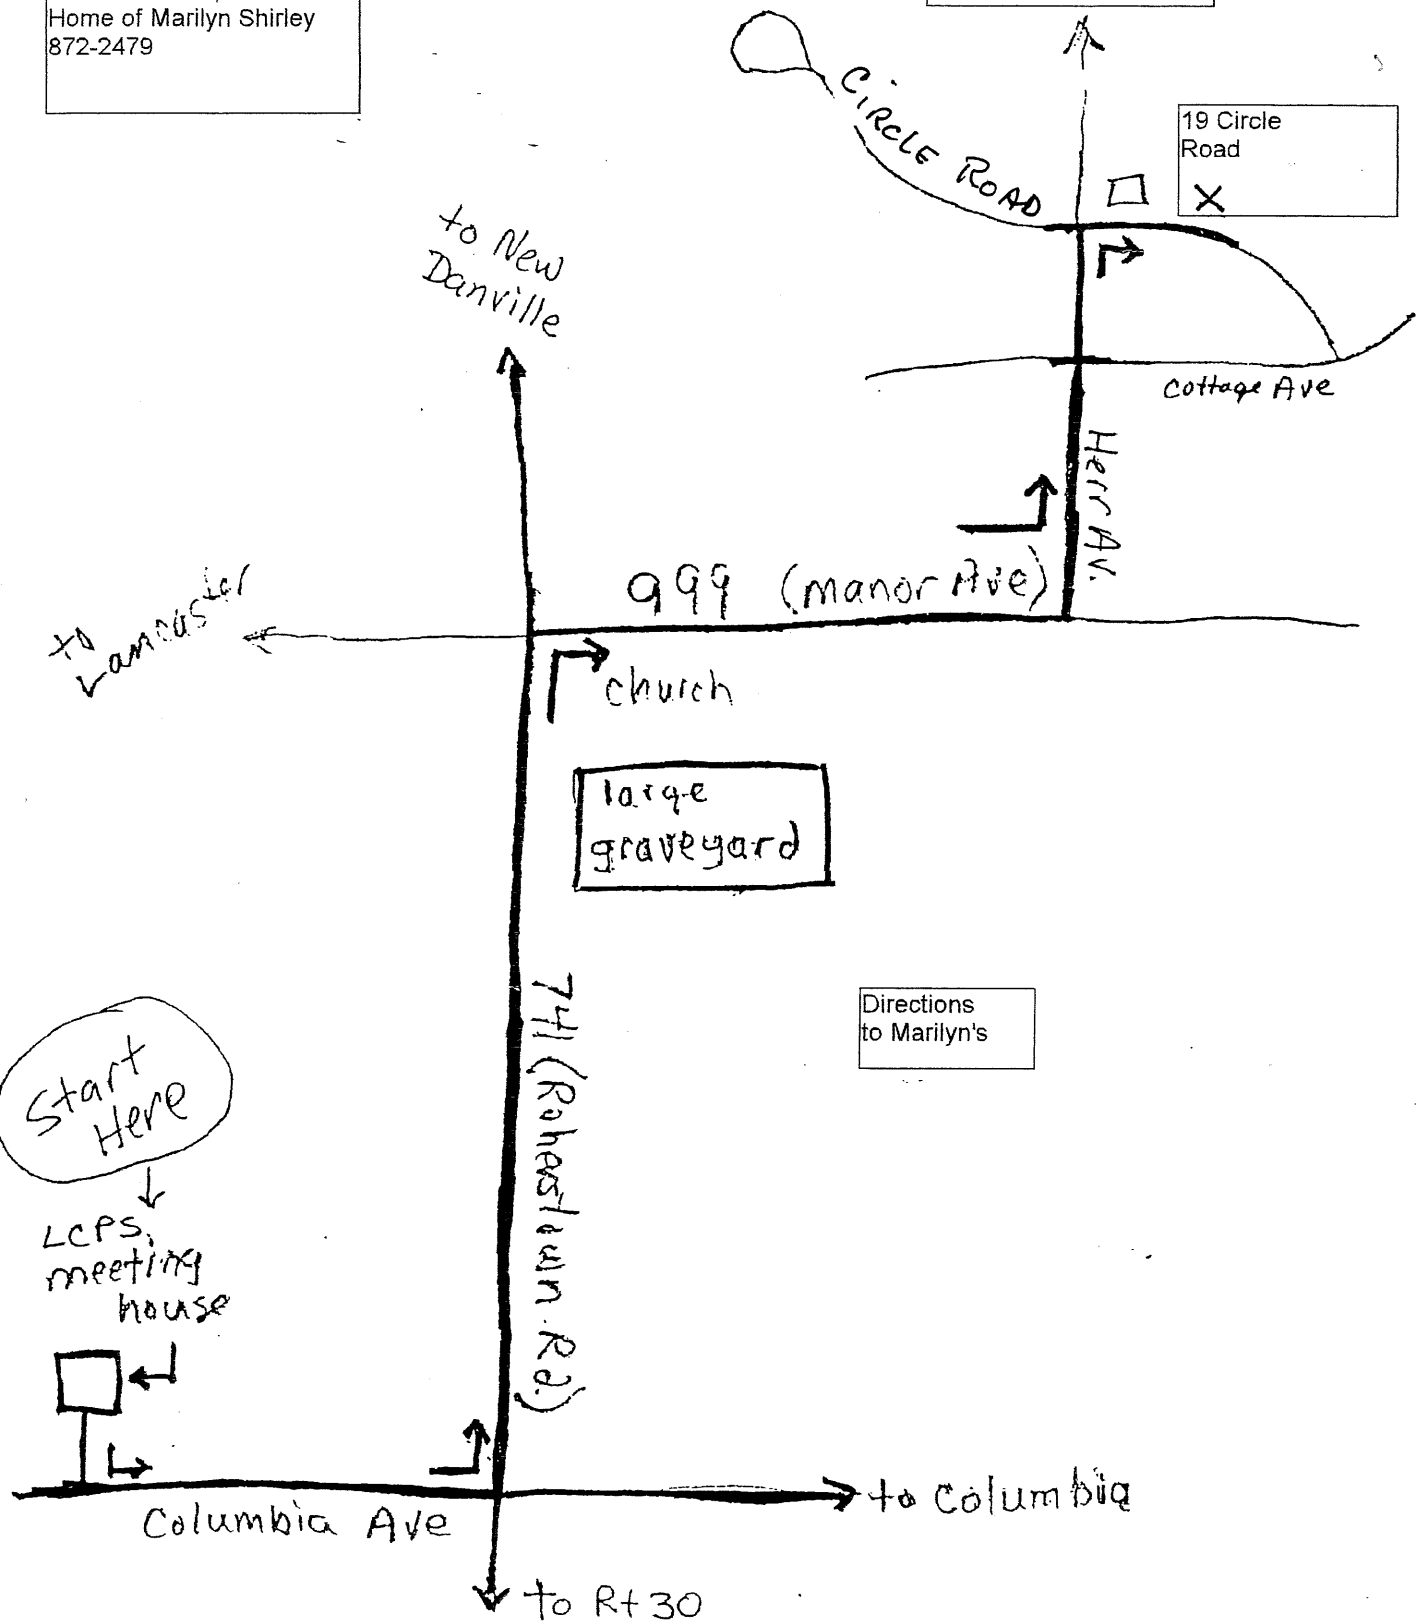 Home of Marilyn Shirley
872-2479
CIRCLE ROAD
19 Circle
Road
X
to New
Danville
Cottage Ave
Herr Av.
999 (Manor Ave)
to
Lancaster
church
large
graveyard
741 (Rohrstown Rd.)
Directions
to Marilyn's
Start
Here
LCPS
meeting
house
Columbia Ave
to Columbia
to Rt 30